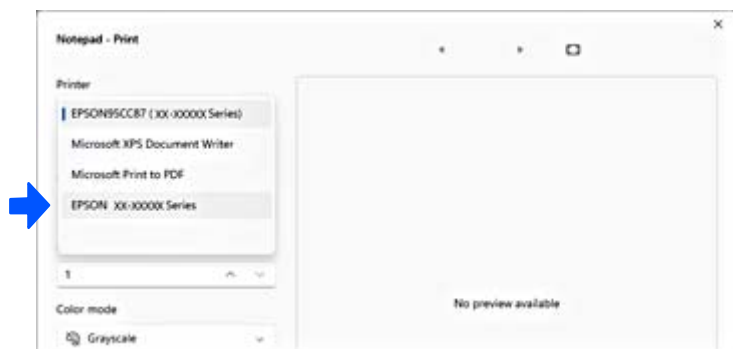 Notepad - Print
Printer
EPSON95CC87 (XX-XXXXX Series)
Microsoft XPS Document Writer
Microsoft Print to PDF
EPSON XX-XXXXX Series
1
Color mode
Grayscale
No preview available